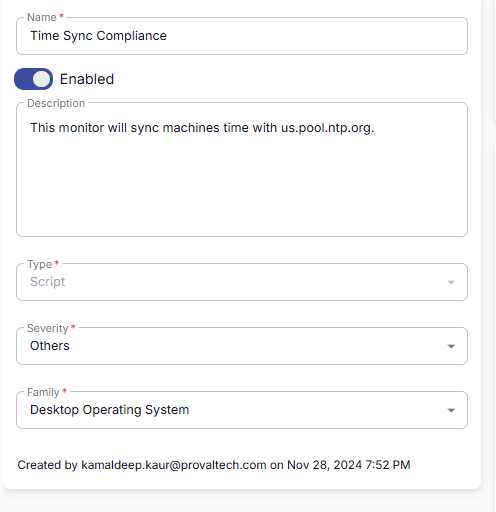 Name *
Time Sync Compliance
Enabled
Description
This monitor will sync machines time with us.pool.ntp.org.
Type *
Script
Severity *
Others
Family *
Desktop Operating System
Created by kamaldeep.kaur@provaltech.com on Nov 28, 2024 7:52 PM